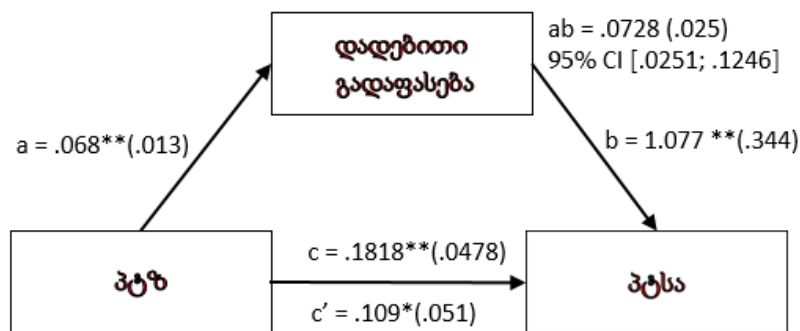 დადებითი
გადაფასება
ab = .0728 (.025)
95% CI [.0251; .1246]
a = .068**(.013)
b = 1.077 **(.344)
პტზ
c = .1818**(.0478)
c’ = .109*(.051)
პტსა